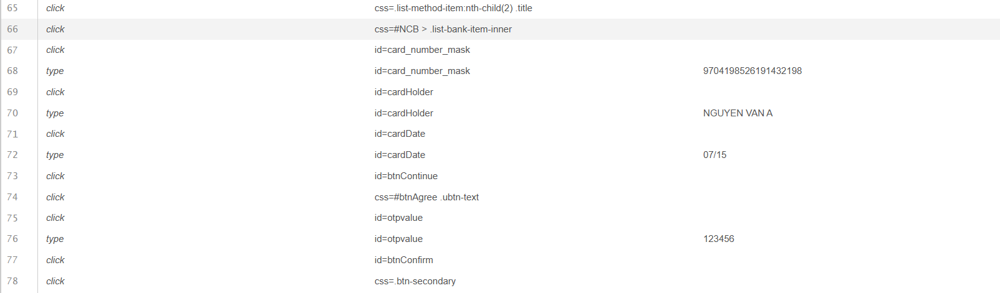 65 click css=.list-method-item:nth-child(2) .title
66 click css=#NCB > .list-bank-item-inner
67 click id=card_number_mask
68 type id=card_number_mask 9704198526191432198
69 click id=cardHolder
70 type id=cardHolder NGUYEN VAN A
71 click id=cardDate
72 type id=cardDate 07/15
73 click id=btnContinue
74 click css=#btnAgree .ubtn-text
75 click id=otpvalue
76 type id=otpvalue 123456
77 click id=btnConfirm
78 click css=.btn-secondary